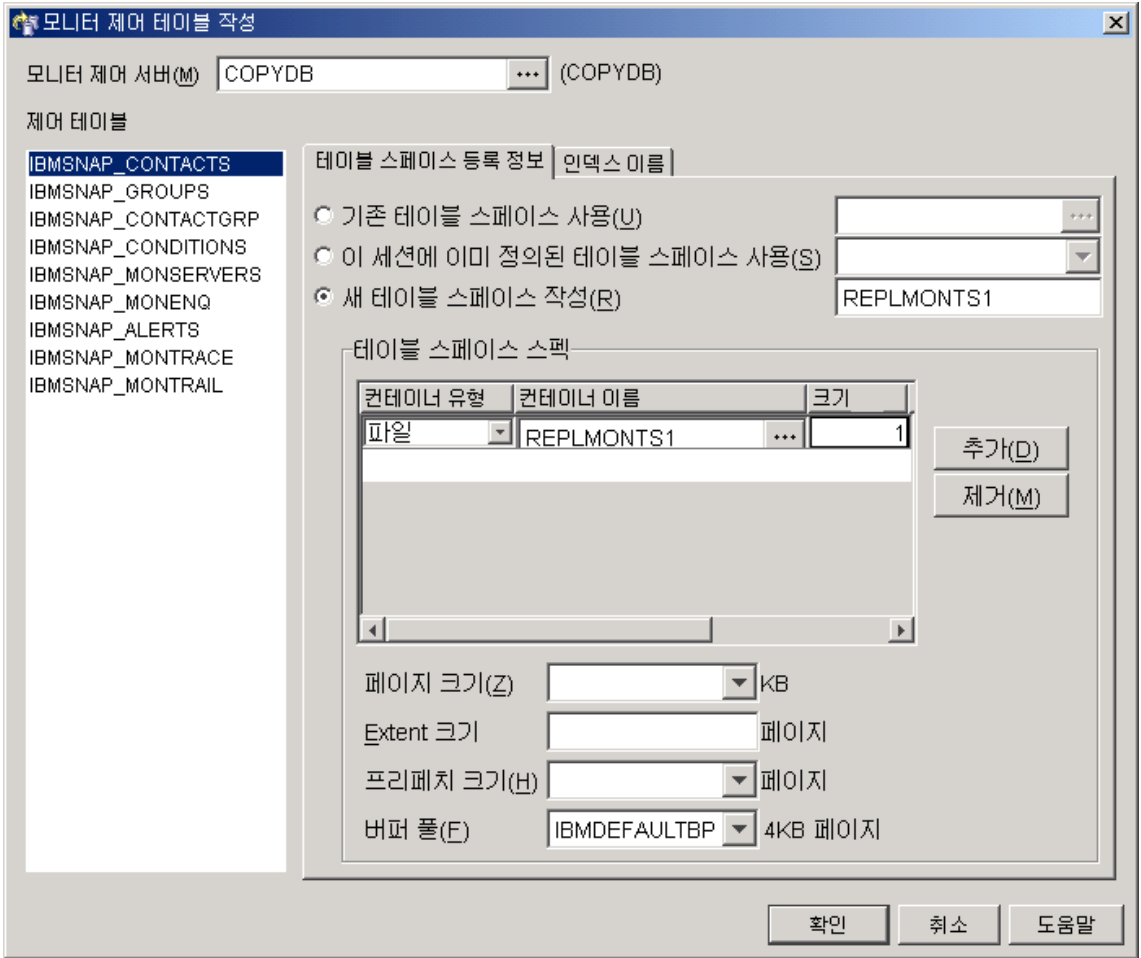 모니터 제어 테이블 작성
모니터 제어 서버(M) COPYDB ... (COPYDB)
제어 테이블
IBMSNAP_CONTACTS
IBMSNAP_GROUPS
IBMSNAP_CONTACTGRP
IBMSNAP_CONDITIONS
IBMSNAP_MONSERVERS
IBMSNAP_MONENQ
IBMSNAP_ALERTS
IBMSNAP_MONTRACE
IBMSNAP_MONTRAIL
테이블 스페이스 등록 정보 인덱스 이름
기존 테이블 스페이스 사용(U) ...
이 세션에 이미 정의된 테이블 스페이스 사용(S)
새 테이블 스페이스 작성(R) REPLMONTS1
테이블 스페이스 스펙
컨테이너 유형 컨테이너 이름 크기
파일 REPLMONTS1 ... 1
추가(D)
제거(M)
페이지 크기(Z) KB
Extent 크기 페이지
프리페치 크기(H) 페이지
버퍼 풀(F) IBMDEFAULTBP 4KB 페이지
확인 취소 도움말